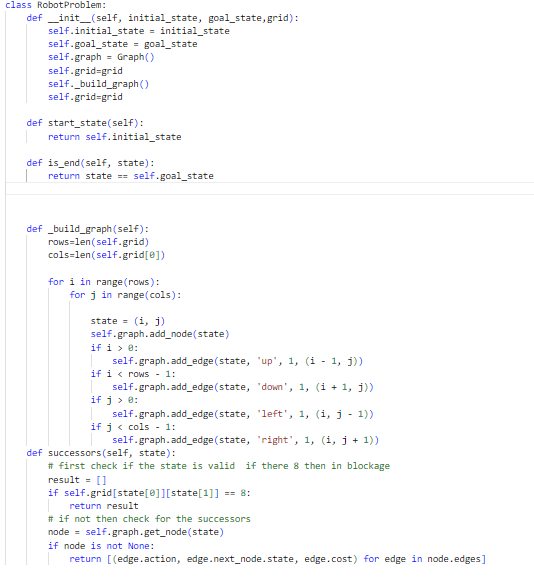 class RobotProblem:
    def __init__(self, initial_state, goal_state,grid):
        self.initial_state = initial_state
        self.goal_state = goal_state
        self.graph = Graph()
        self.grid=grid
        self._build_graph()
        self.grid=grid

    def start_state(self):
        return self.initial_state

    def is_end(self, state):
        return state == self.goal_state

    def _build_graph(self):
        rows=len(self.grid)
        cols=len(self.grid[0])

        for i in range(rows):
            for j in range(cols):

                state = (i, j)
                self.graph.add_node(state)
                if i > 0:
                    self.graph.add_edge(state, 'up', 1, (i - 1, j))
                if i < rows - 1:
                    self.graph.add_edge(state, 'down', 1, (i + 1, j))
                if j > 0:
                    self.graph.add_edge(state, 'left', 1, (i, j - 1))
                if j < cols - 1:
                    self.graph.add_edge(state, 'right', 1, (i, j + 1))
    def successors(self, state):
        # first check if the state is valid  if there 8 then in blockage
        result = []
        if self.grid[state[0]][state[1]] == 8:
            return result
        # if not then check for the successors
        node = self.graph.get_node(state)
        if node is not None:
            return [(edge.action, edge.next_node.state, edge.cost) for edge in node.edges]